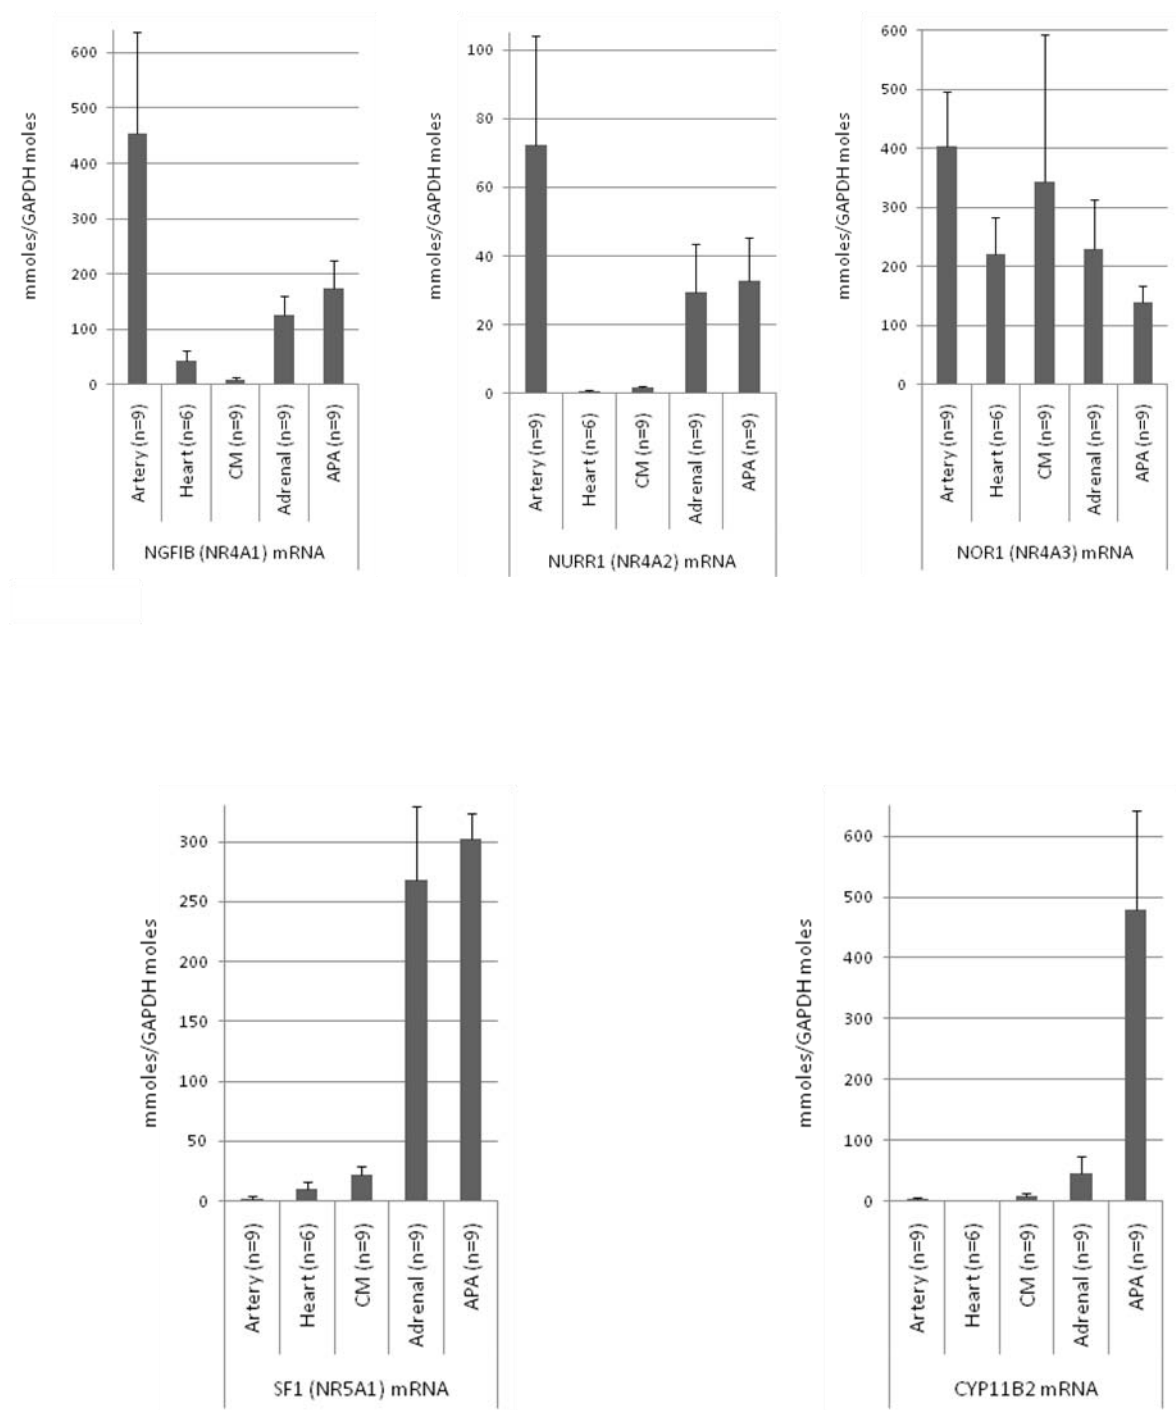 600
500
400
300
200
100
0
mmoles/GAPDH moles
Artery (n=9)
Heart (n=6)
CM (n=9)
Adrenal (n=9)
APA (n=9)
NGFIB (NR4A1) mRNA
100
80
60
40
20
0
mmoles/GAPDH moles
Artery (n=9)
Heart (n=6)
CM (n=9)
Adrenal (n=9)
APA (n=9)
NURR1 (NR4A2) mRNA
600
500
400
300
200
100
0
mmoles/GAPDH moles
Artery (n=9)
Heart (n=6)
CM (n=9)
Adrenal (n=9)
APA (n=9)
NOR1 (NR4A3) mRNA
300
250
200
150
100
50
0
mmoles/GAPDH moles
Artery (n=9)
Heart (n=6)
CM (n=9)
Adrenal (n=9)
APA (n=9)
SF1 (NR5A1) mRNA
600
500
400
300
200
100
0
mmoles/GAPDH moles
Artery (n=9)
Heart (n=6)
CM (n=9)
Adrenal (n=9)
APA (n=9)
CYP11B2 mRNA